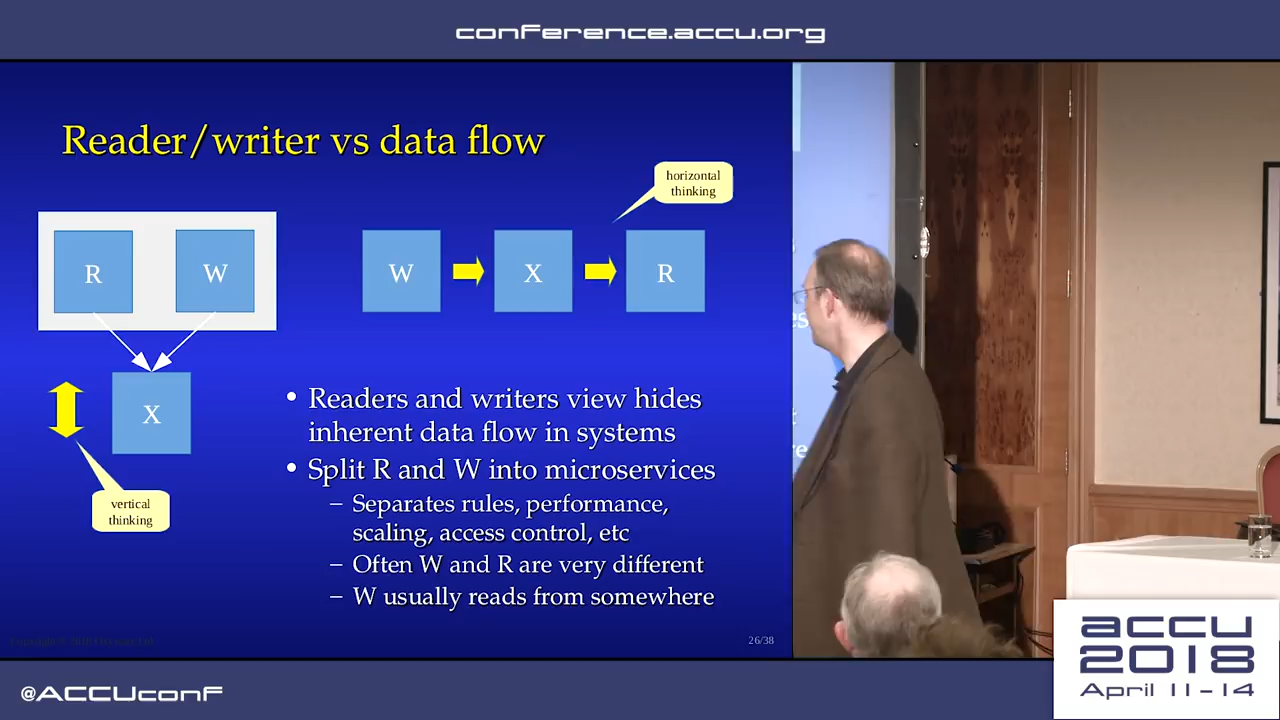 conference.accu.org
Reader/writer vs data flow
horizontal
thinking
R
W
W
X
R
X
vertical
thinking
• Readers and writers view hides
inherent data flow in systems
• Split R and W into microservices
– Separates rules, performance,
scaling, access control, etc
– Often W and R are very different
– W usually reads from somewhere
26/38
@ACCUconf
accu
2018
April 11-14